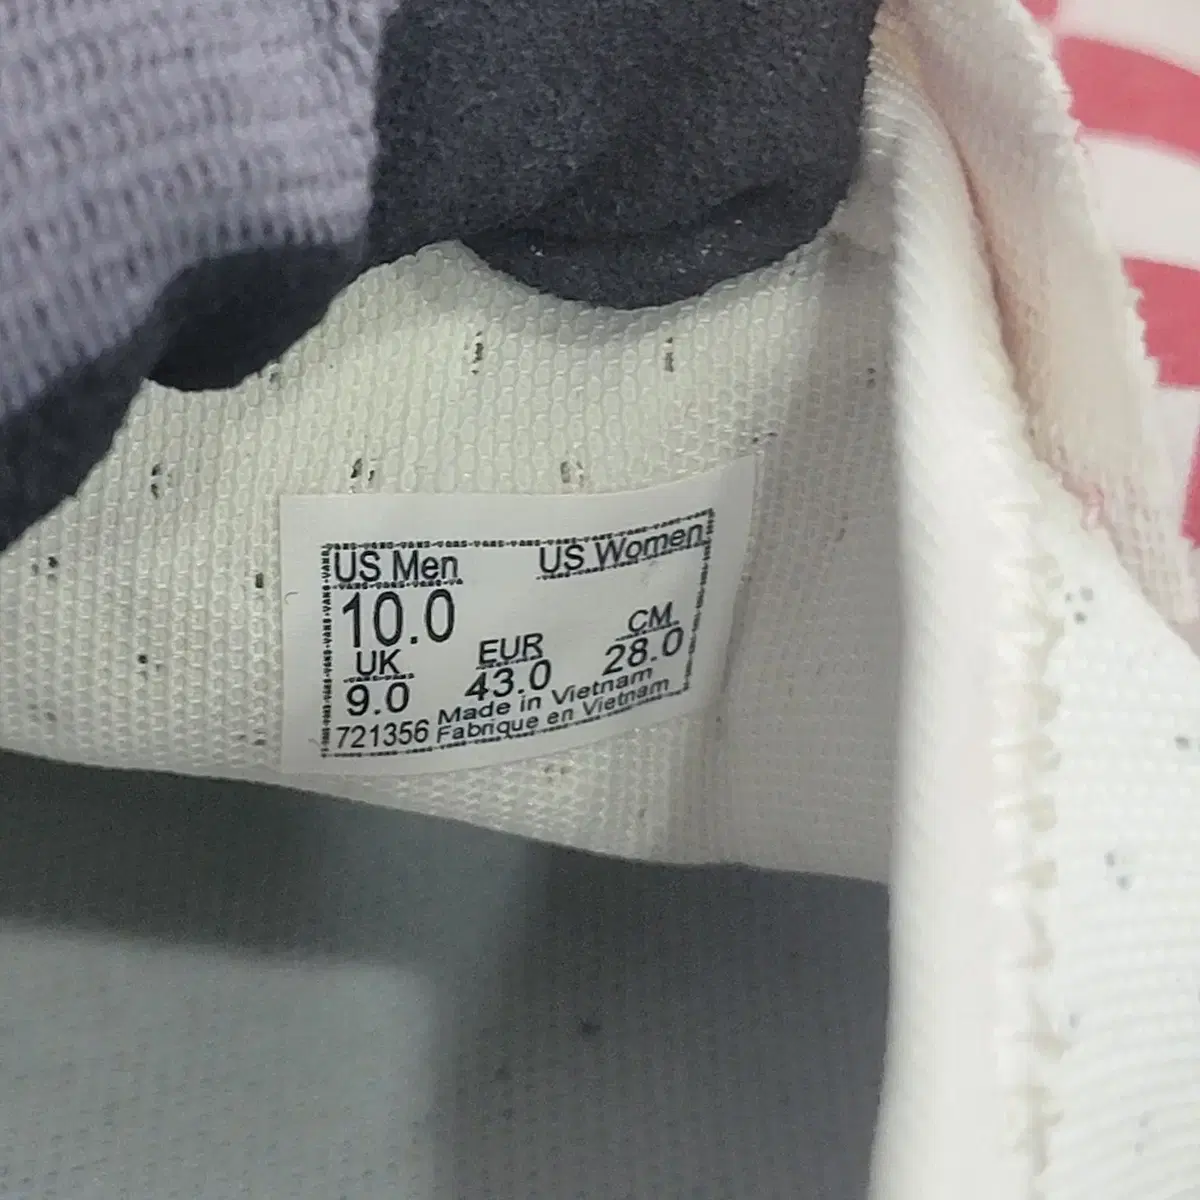 US Men US Women
10.0
UK EUR CM
9.0 43.0 28.0
721356 Made in Vietnam
Fabrique en Vietnam